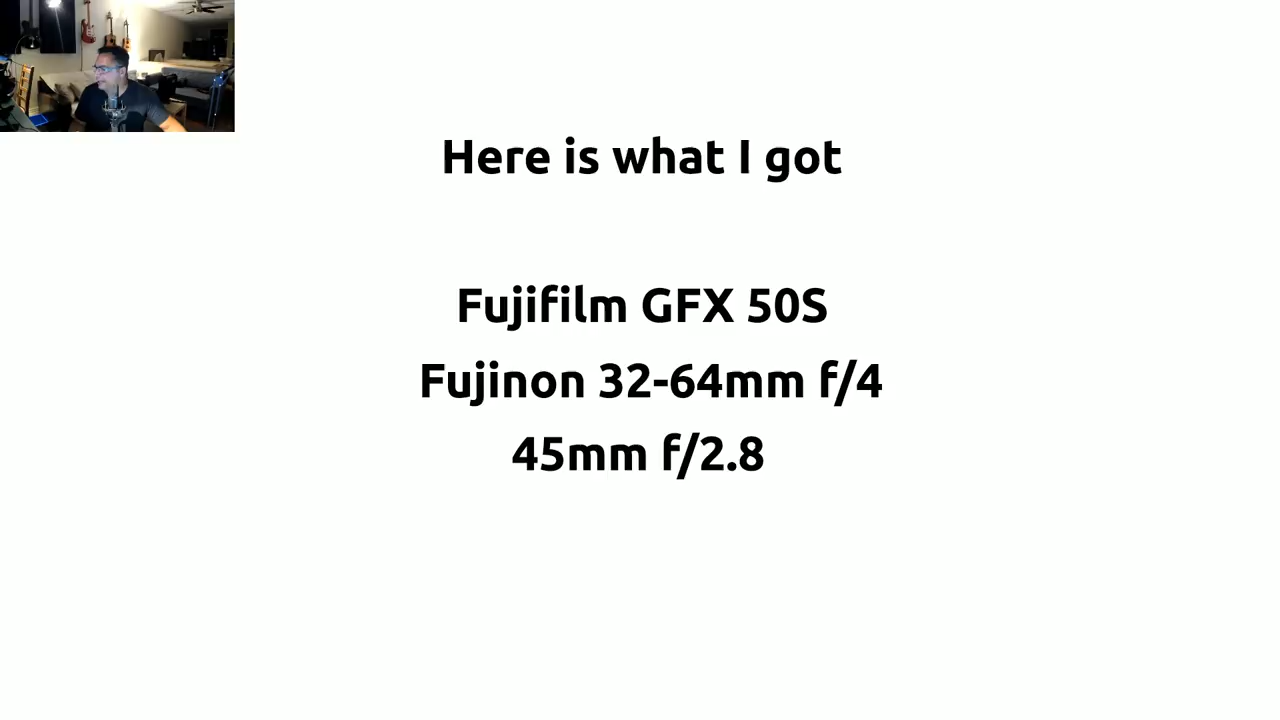 Here is what I got
Fujifilm GFX 50S
Fujinon 32-64mm f/4
45mm f/2.8